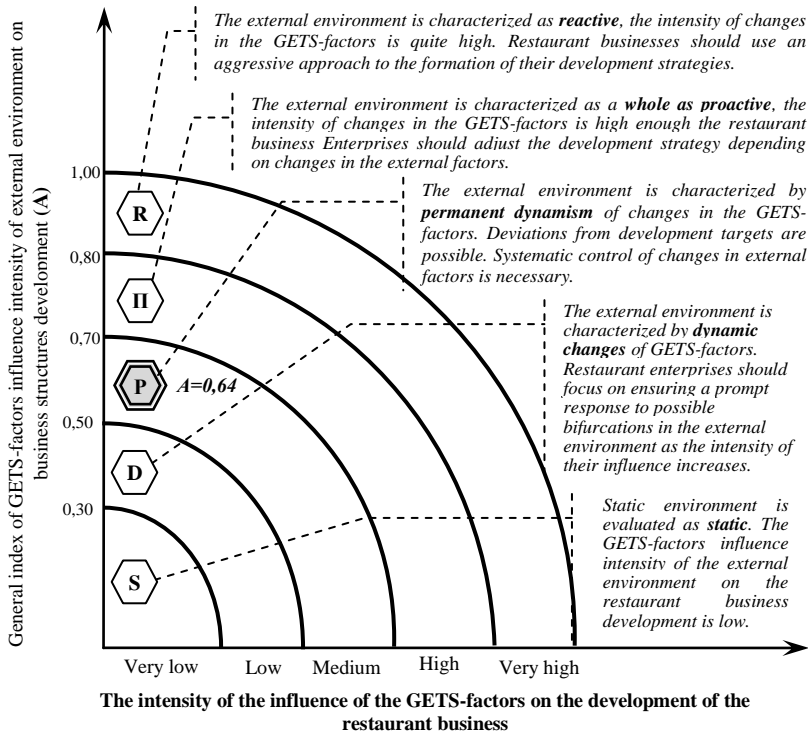 The external environment is characterized as reactive, the intensity of changes
in the GETS-factors is quite high. Restaurant businesses should use an
aggressive approach to the formation of their development strategies.
The external environment is characterized as a whole as proactive, the
intensity of changes in the GETS-factors is high enough the restaurant
business Enterprises should adjust the development strategy depending
on changes in the external factors.
The external environment is characterized by
permanent dynamism of changes in the GETS-
factors. Deviations from development targets are
possible. Systematic control of changes in external
factors is necessary.
The external environment is
characterized by dynamic
changes of GETS-factors.
Restaurant enterprises should
focus on ensuring a prompt
response to possible
bifurcations in the external
environment as the intensity of
their influence increases.
Static environment is
evaluated as static. The
GETS-factors influence
intensity of the external
environment on the
restaurant business
development is low.
General index of GETS-factors influence intensity of external environment on
business structures development (A)
1,00
R
0,80
П
0,70
P
A=0,64
0,50
D
0,30
S
Very low
Low
Medium
High
Very high
The intensity of the influence of the GETS-factors on the development of the
restaurant business